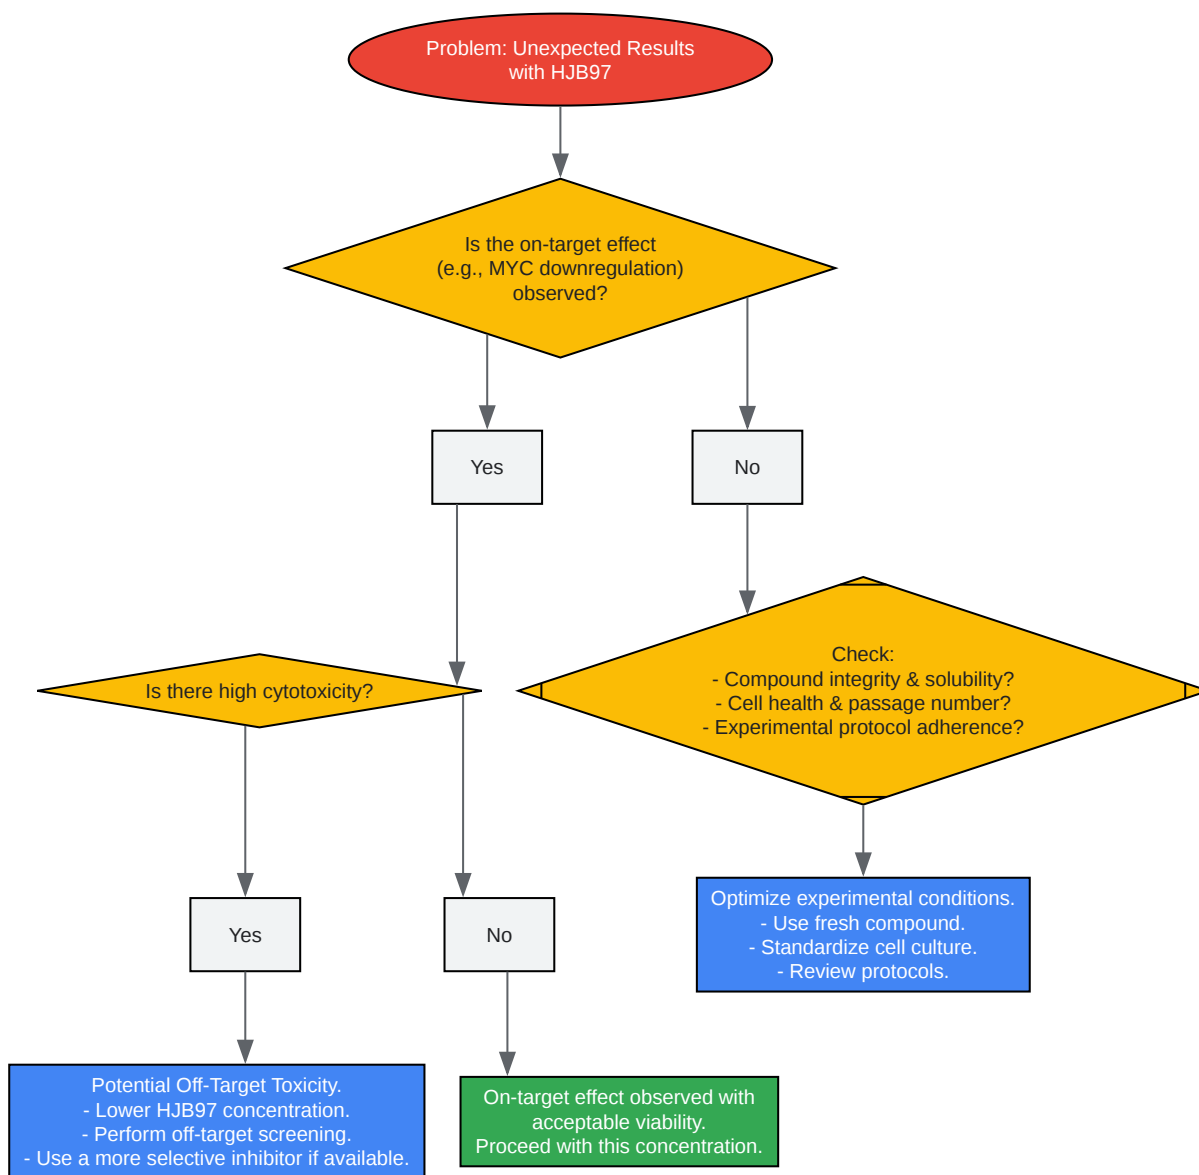 Problem: Unexpected Results
with HJB97
Is the on-target effect
(e.g., MYC downregulation)
observed?
Yes
No
Is there high cytotoxicity?
Check:
- Compound integrity & solubility?
- Cell health & passage number?
- Experimental protocol adherence?
Yes
No
Optimize experimental conditions.
- Use fresh compound.
- Standardize cell culture.
- Review protocols.
Potential Off-Target Toxicity.
- Lower HJB97 concentration.
- Perform off-target screening.
- Use a more selective inhibitor if available.
On-target effect observed with
acceptable viability.
Proceed with this concentration.